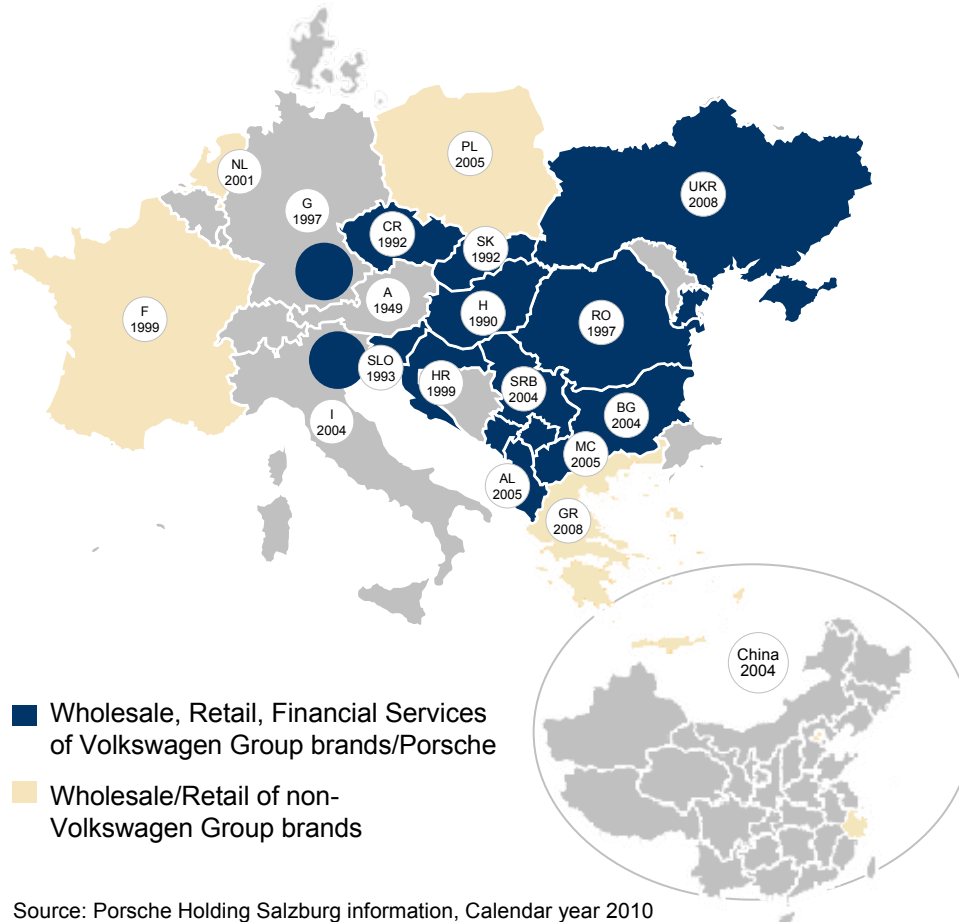 PL
2005
NL
2001
UKR
2008
G
1997
CR
1992
SK
1992
A
1949
H
1990
F
1999
RO
1997
SLO
1993
HR
1999
SRB
2004
I
2004
BG
2004
MC
2005
AL
2005
GR
2008
China
2004
Wholesale, Retail, Financial Services
of Volkswagen Group brands/Porsche
Wholesale/Retail of non-
Volkswagen Group brands
Source: Porsche Holding Salzburg information, Calendar year 2010